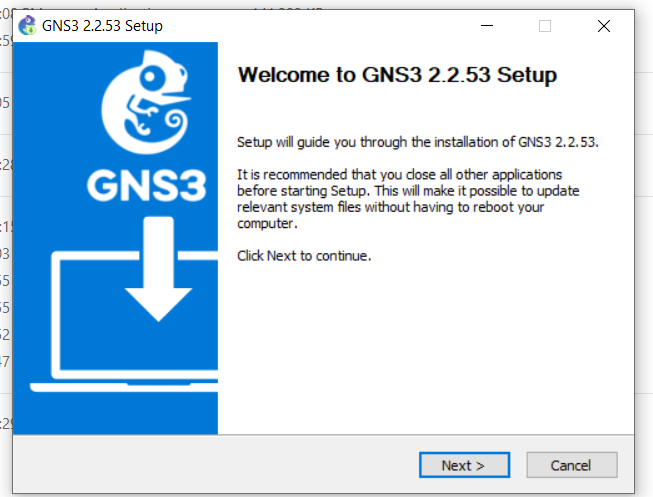 GNS3 2.2.53 Setup
Welcome to GNS3 2.2.53 Setup
Setup will guide you through the installation of GNS3 2.2.53.
It is recommended that you close all other applications
before starting Setup. This will make it possible to update
relevant system files without having to reboot your
computer.
Click Next to continue.
GNS3
Next >
Cancel